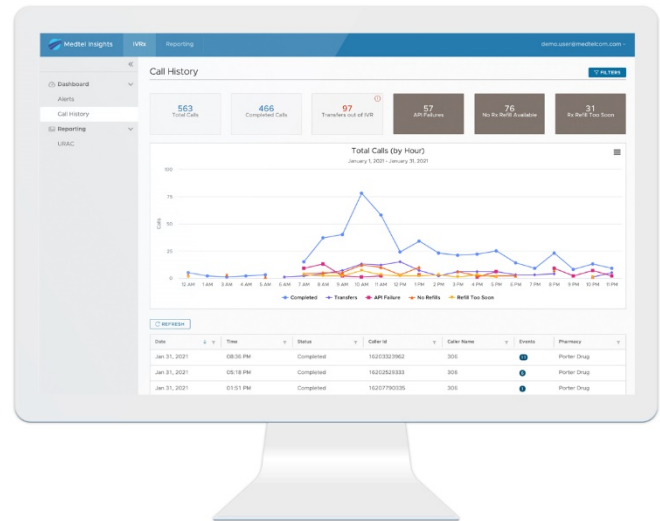 Medtel Insights IVRs Reporting demo.user@medtelcom.com
Call History FILTERS
Dashboard
Alerts
Call History
Reporting
URAC
563 466 97 57 76 31
Total Calls Completed Calls Transfers out of IVR API Failures No Rx Refill Available Rx Refill Too Soon
Total Calls (by Hour)
January 1, 2021 - January 31, 2021
100
75
50
25
0
Calls
12 AM 1 AM 3 AM 4 AM 5 AM 6 AM 7 AM 8 AM 9 AM 10 AM 11 AM 12 PM 1 PM 2 PM 3 PM 4 PM 5 PM 6 PM 7 PM 8 PM 9 PM 10 PM 11 PM
Completed Transfers API Failure No Refills Refill Too Soon
REFRESH
Date Time Status Caller Id Caller Name Events Pharmacy
Jan 31, 2021 08:36 PM Completed 16203323962 306 Porter Drug
Jan 31, 2021 05:18 PM Completed 16202525333 306 Porter Drug
Jan 31, 2021 01:51 PM Completed 16207790035 306 Porter Drug